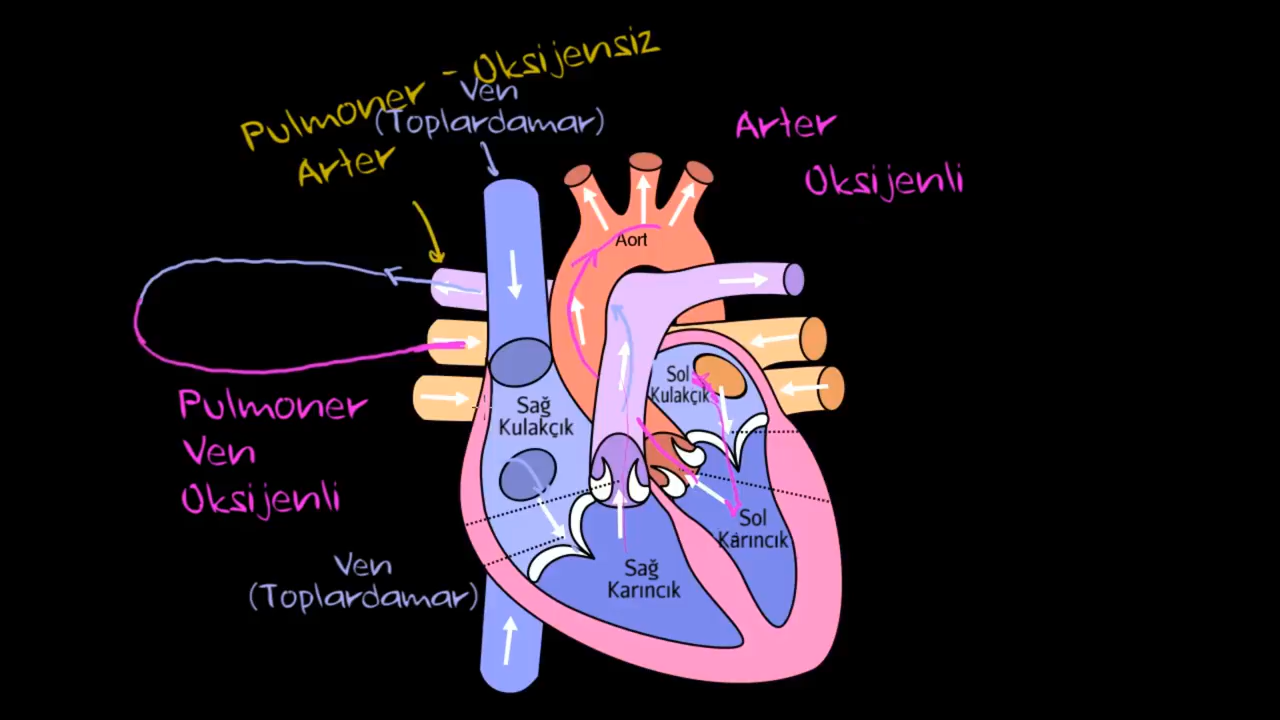 Pulmoner - Oksijensiz
Arter
Ven
(Toplardamar)
Arter
Oksijenli
Aort
Sol
Kulakçık
Sağ
Kulakçık
Pulmoner
Ven
Oksijenli
Sol
Karıncık
Sağ
Karıncık
Ven
(Toplardamar)